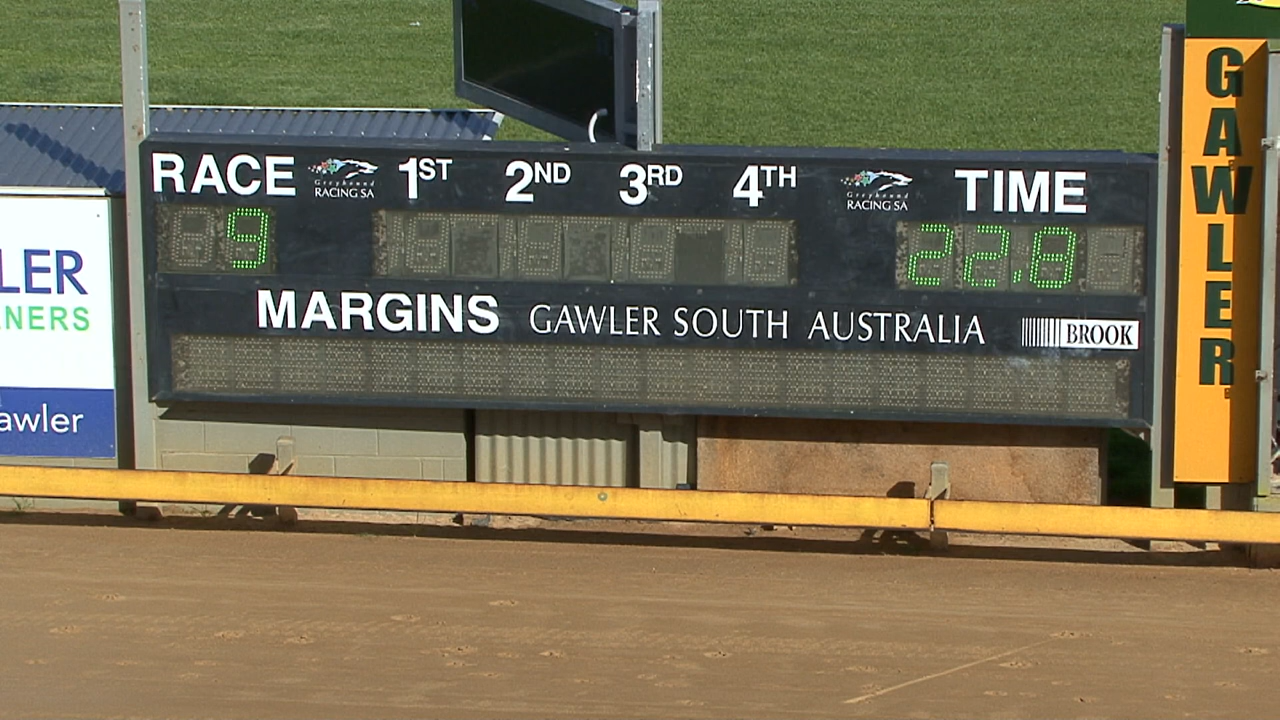 RACE
Greyhound
RACING SA
1ST
2ND
3RD
4TH
Greyhound
RACING SA
TIME
9
22.8
MARGINS
GAWLER SOUTH AUSTRALIA
BROOK
LER
NERS
awler
GAWLER